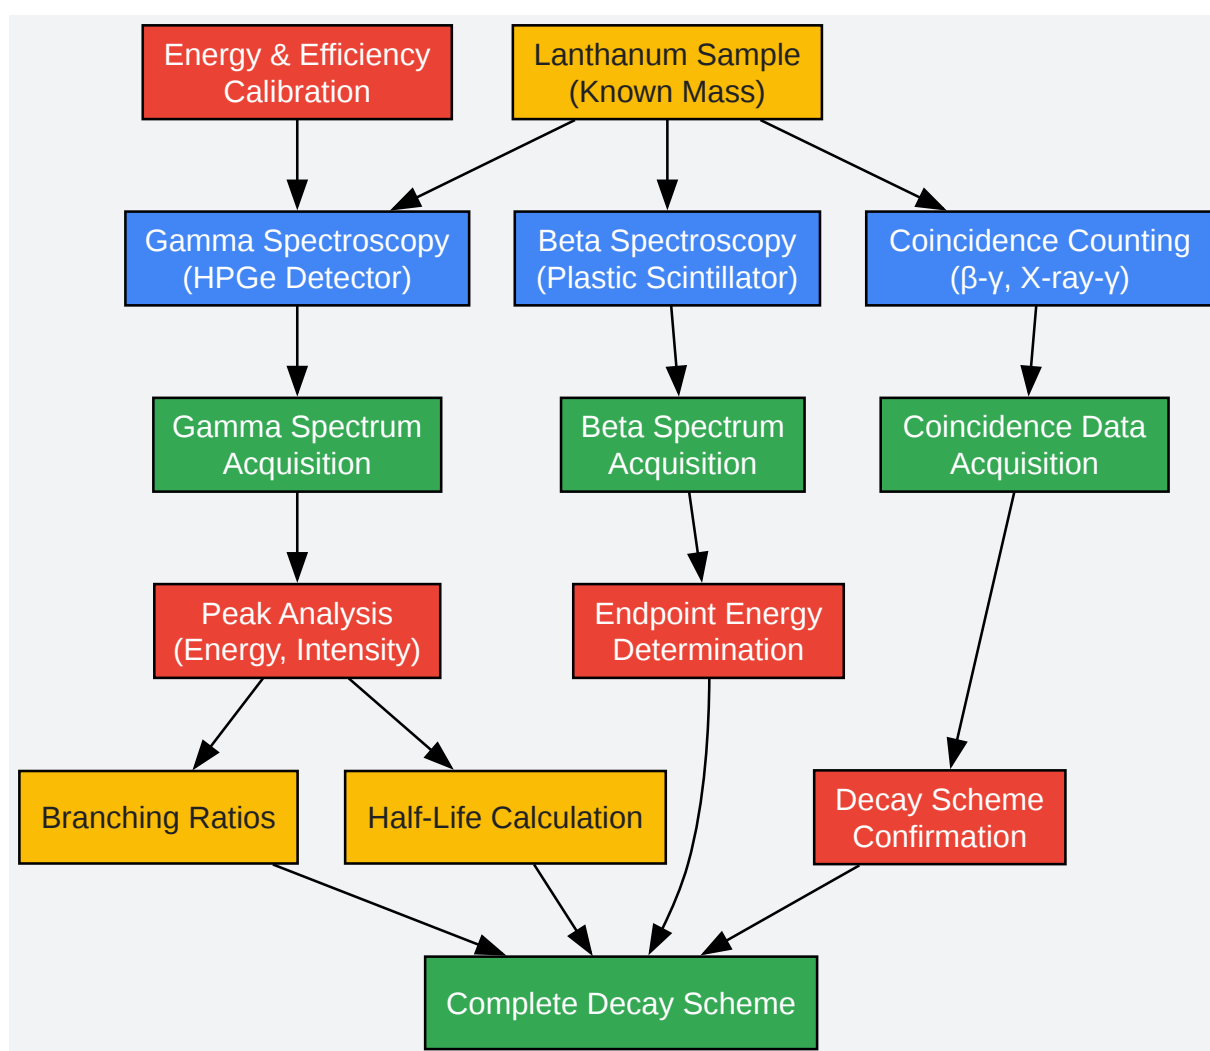 Energy & Efficiency
Calibration
Lanthanum Sample
(Known Mass)
Gamma Spectroscopy
(HPGe Detector)
Beta Spectroscopy
(Plastic Scintillator)
Coincidence Counting
(β-γ, X-ray-γ)
Gamma Spectrum
Acquisition
Beta Spectrum
Acquisition
Coincidence Data
Acquisition
Peak Analysis
(Energy, Intensity)
Endpoint Energy
Determination
Branching Ratios
Half-Life Calculation
Decay Scheme
Confirmation
Complete Decay Scheme